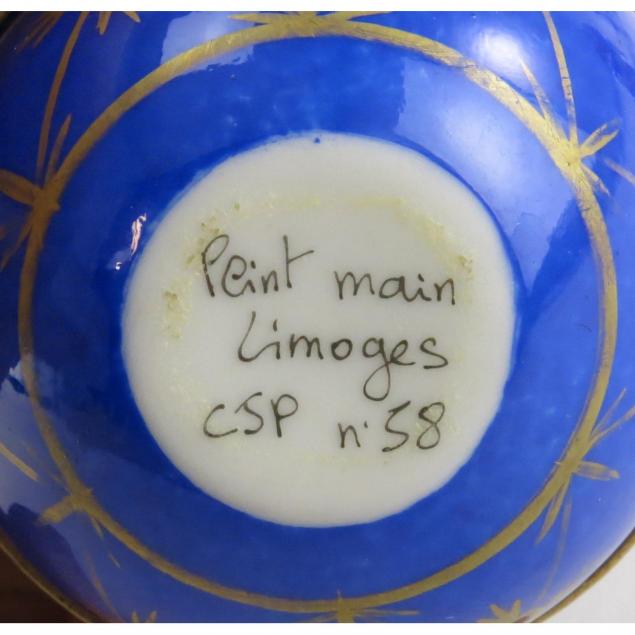 Peint main
Limoges
CSP n° 58